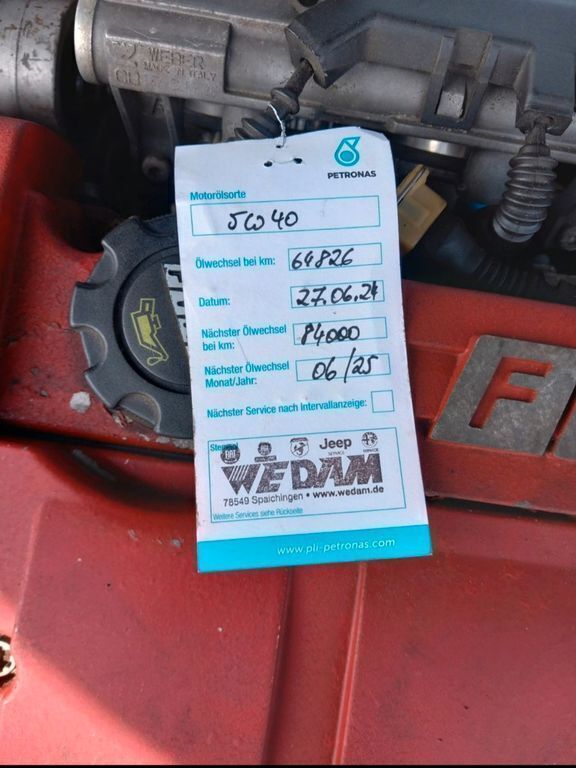 WEBER
MADE IN ITALY
PETRONAS
Motorölsorte
5W40
Ölwechsel bei km: 64826
Datum: 27.06.24
Nächster Ölwechsel bei km: 84000
Nächster Ölwechsel Monat/Jahr: 06/25
Nächster Service nach Intervallanzeige:
Stempel
FIAT
Jeep
SERVICE
WEDAM
78549 Spaichingen • www.wedam.de
Weitere Services siehe Rückseite
www.pli-petronas.com